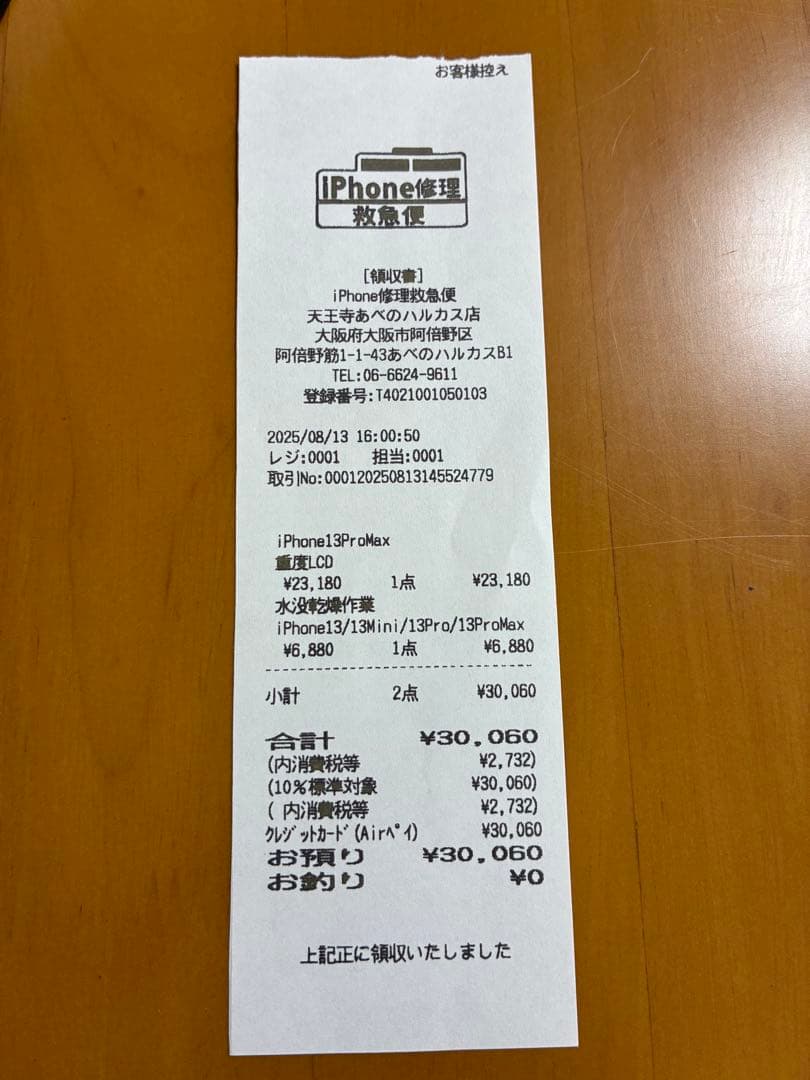 お客様控え
iPhone修理
救急便
[領収書]
iPhone修理救急便
天王寺あべのハルカス店
大阪府大阪市阿倍野区
阿倍野筋1-1-43あべのハルカスB1
TEL:06-6624-9611
登録番号:T4021001050103
2025/08/13 16:00:50
レジ:0001 担当:0001
取引No:000120250813145524779
iPhone13ProMax
重度LCD
¥23,180 1点 ¥23,180
水没乾燥作業
iPhone13/13Mini/13Pro/13ProMax
¥6,880 1点 ¥6,880
小計 2点 ¥30,060
合計 ¥30,060
(内消費税等 ¥2,732)
(10%標準対象 ¥30,060)
( 内消費税等 ¥2,732)
ｸﾚｼﾞｯﾄｶｰﾄﾞ(Airﾍﾟｲ) ¥30,060
お預り ¥30,060
お釣り ¥0
上記正に領収いたしました